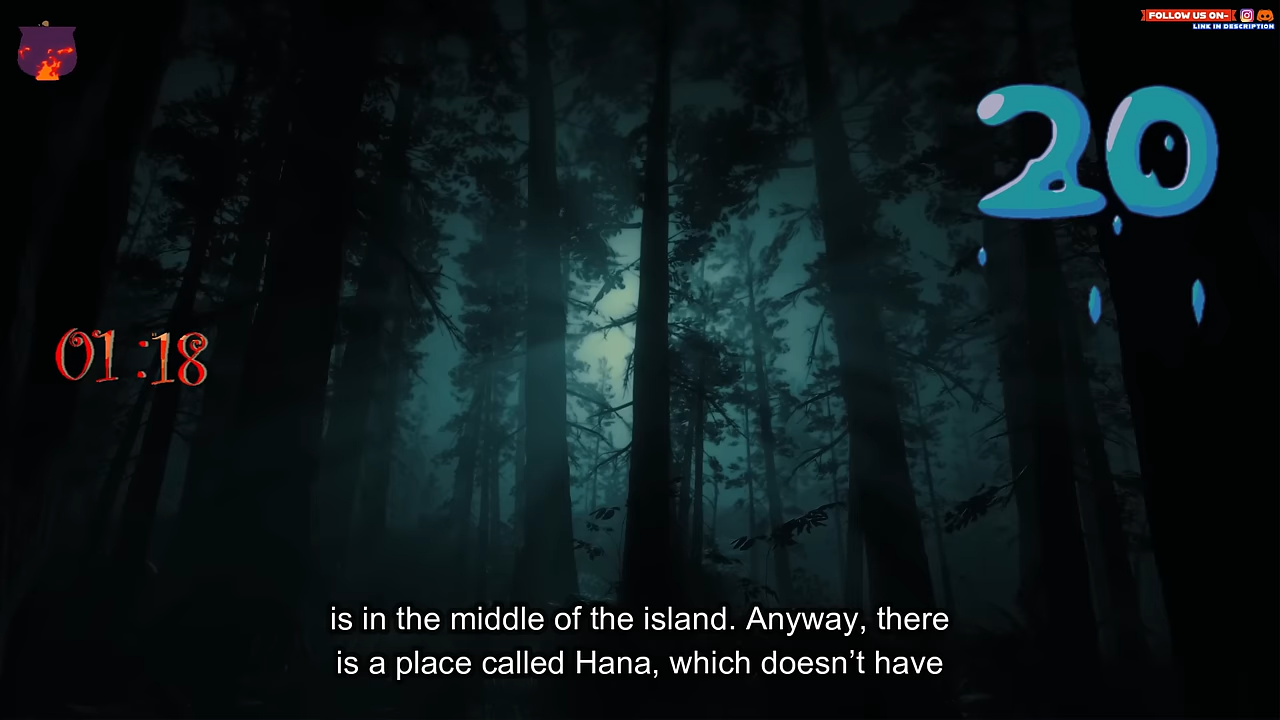 FOLLOW US ON-
LINK IN DESCRIPTION
20
01:18
is in the middle of the island. Anyway, there
is a place called Hana, which doesn’t have